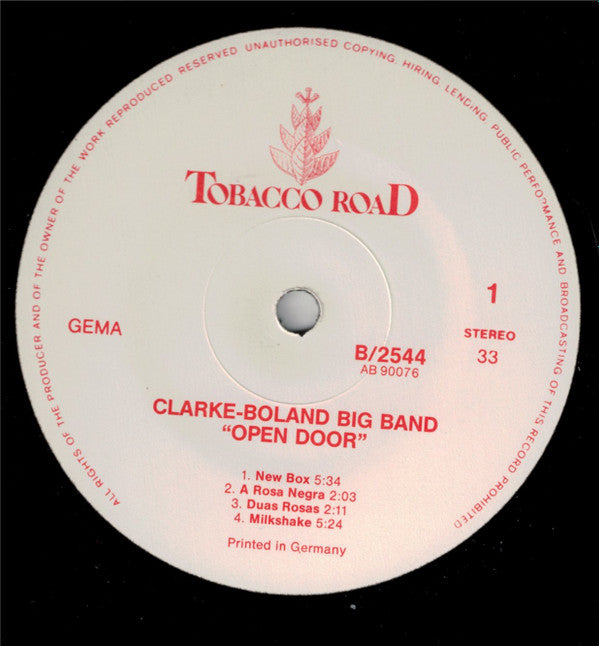 ALL RIGHTS OF THE PRODUCER AND OF THE OWNER OF THE WORK REPRODUCED RESERVED UNAUTHORISED COPYING, HIRING, LENDING, PUBLIC PERFORMANCE AND BROADCASTING OF THIS RECORD PROHIBITED
TOBACCO ROAD
GEMA
1
STEREO
33
B/2544
AB 90076
CLARKE-BOLAND BIG BAND
“OPEN DOOR”
1. New Box 5:34
2. A Rosa Negra 2:03
3. Duas Rosas 2:11
4. Milkshake 5:24
Printed in Germany